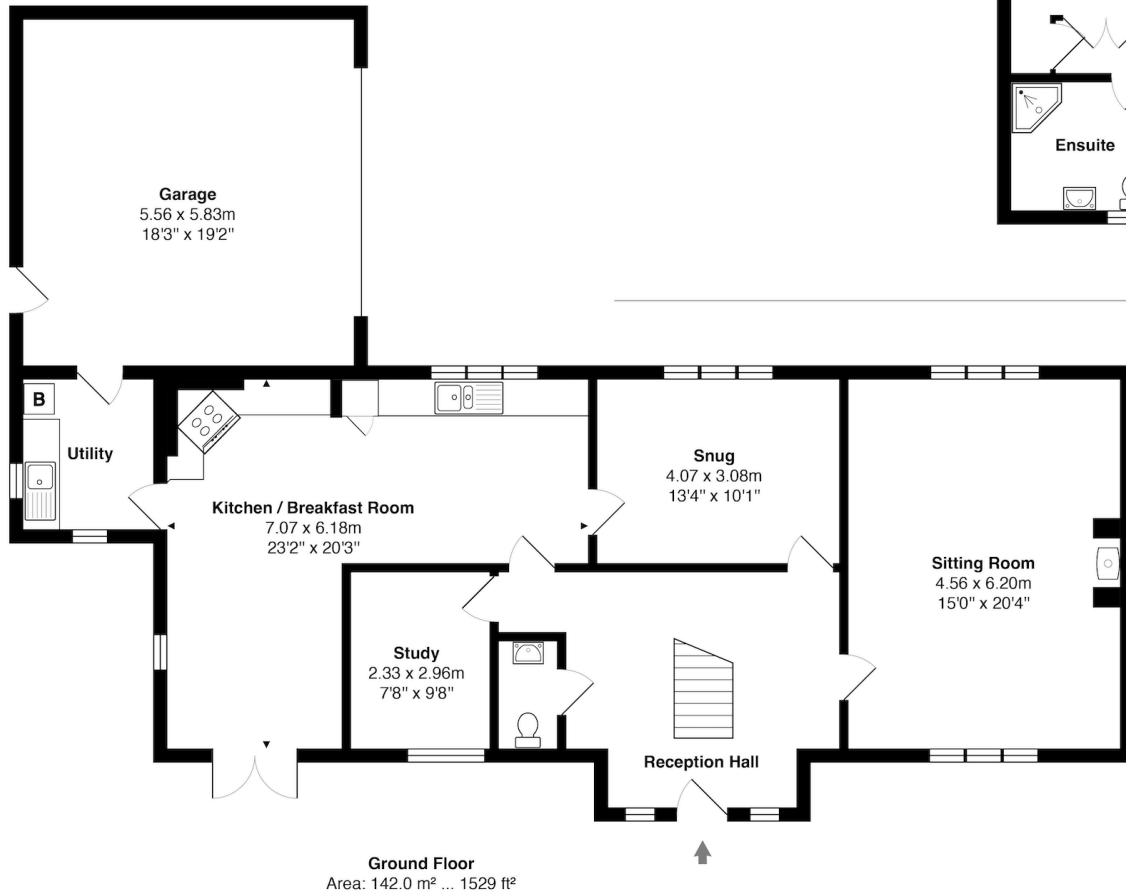 Garage
5.56 x 5.83m
18'3" x 19'2"
Ensuite
B
Utility
Kitchen / Breakfast Room
7.07 x 6.18m
23'2" x 20'3"
Snug
4.07 x 3.08m
13'4" x 10'1"
Sitting Room
4.56 x 6.20m
15'0" x 20'4"
Study
2.33 x 2.96m
7'8" x 9'8"
Reception Hall
Ground Floor
Area: 142.0 m² ... 1529 ft²